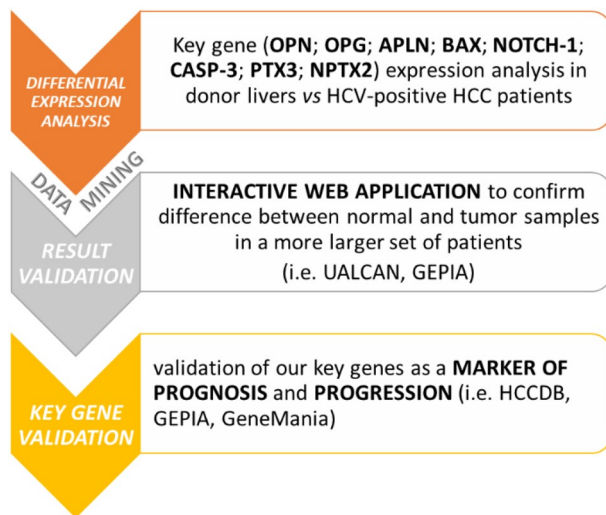 DIFFERENTIAL
EXPRESSION
ANALYSIS
Key gene (OPN; OPG; APLN; BAX; NOTCH-1;
CASP-3; PTX3; NPTX2) expression analysis in
donor livers vs HCV-positive HCC patients
DATA MINING
RESULT
VALIDATION
INTERACTIVE WEB APPLICATION to confirm
difference between normal and tumor samples
in a more larger set of patients
(i.e. UALCAN, GEPIA)
KEY GENE
VALIDATION
validation of our key genes as a MARKER OF
PROGNOSIS and PROGRESSION (i.e. HCCDB,
GEPIA, GeneMania)